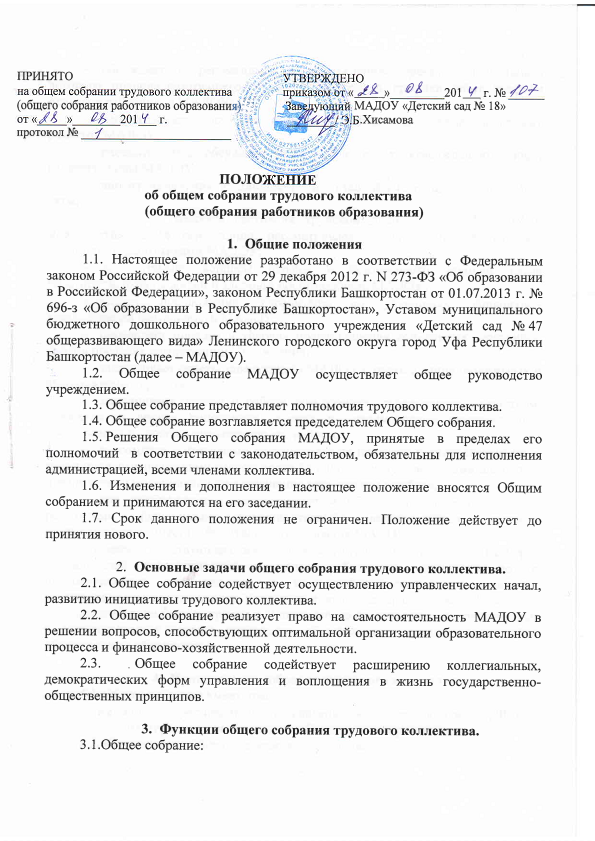 ПРИНЯТО
на общем собрании трудового коллектива
(общего собрания работников образования)
от «28» 08 2014 г.
протокол № 1
УТВЕРЖДЕНО
приказом от « 28 » 08 2014 г. № 107
Заведующий МАДОУ «Детский сад № 18»
Э.Б.Хисамова
ПОЛОЖЕНИЕ
об общем собрании трудового коллектива
(общего собрания работников образования)
1. Общие положения
1.1. Настоящее положение разработано в соответствии с Федеральным
законом Российской Федерации от 29 декабря 2012 г. N 273-ФЗ «Об образовании
в Российской Федерации», законом Республики Башкортостан от 01.07.2013 г. №
696-з «Об образовании в Республике Башкортостан», Уставом муниципального
бюджетного дошкольного образовательного учреждения «Детский сад № 47
общеразвивающего вида» Ленинского городского округа город Уфа Республики
Башкортостан (далее – МАДОУ).
1.2. Общее собрание МАДОУ осуществляет общее руководство
учреждением.
1.3. Общее собрание представляет полномочия трудового коллектива.
1.4. Общее собрание возглавляется председателем Общего собрания.
1.5. Решения Общего собрания МАДОУ, принятые в пределах его
полномочий в соответствии с законодательством, обязательны для исполнения
администрацией, всеми членами коллектива.
1.6. Изменения и дополнения в настоящее положение вносятся Общим
собранием и принимаются на его заседании.
1.7. Срок данного положения не ограничен. Положение действует до
принятия нового.
2. Основные задачи общего собрания трудового коллектива.
2.1. Общее собрание содействует осуществлению управленческих начал,
развитию инициативы трудового коллектива.
2.2. Общее собрание реализует право на самостоятельность МАДОУ в
решении вопросов, способствующих оптимальной организации образовательного
процесса и финансово-хозяйственной деятельности.
2.3. Общее собрание содействует расширению коллегиальных,
демократических форм управления и воплощения в жизнь государственно-
общественных принципов.
3. Функции общего собрания трудового коллектива.
3.1.Общее собрание: